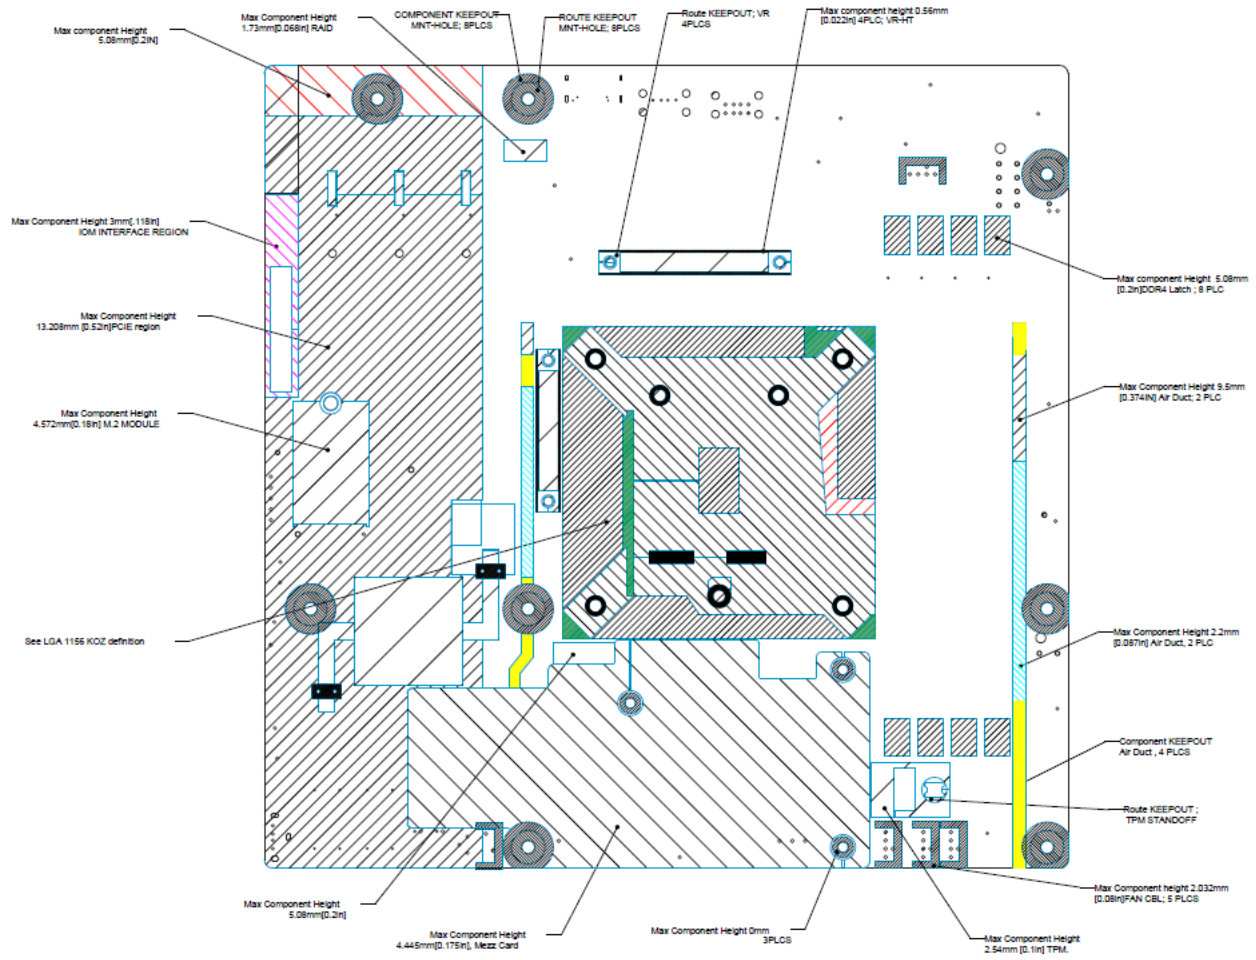 Max component Height
5.08mm[0.2IN]
Max Component Height
1.73mm[0.068in] RAID
COMPONENT KEEPOUT
MNT-HOLE; 8PLCS
ROUTE KEEPOUT
MNT-HOLE; 8PLCS
Route KEEPOUT; VR
4PLCS
Max component height 0.56mm
[0.022in] 4PLC; VR-HT
Max Component Height 3mm[.118in]
IOM INTERFACE REGION
Max component Height 5.08mm
[0.2in]DDR4 Latch ; 8 PLC
Max Component Height
13.208mm [0.52in]PCIE region
Max Component Height 9.5mm
[0.374IN] Air Duct; 2 PLC
Max Component Height
4.572mm[0.18in] M.2 MODULE
See LGA 1156 KOZ definition
Max Component Height 2.2mm
[0.087in] Air Duct, 2 PLC
Component KEEPOUT
Air Duct , 4 PLCS
Route KEEPOUT ;
TPM STANDOFF
Max Component height 2.032mm
[0.08in]FAN CBL; 5 PLCS
Max Component Height
5.08mm[0.2in]
Max Component Height
4.445mm[0.175in], Mezz Card
Max Component Height 0mm
3PLCS
Max Component Height
2.54mm [0.1in] TPM.